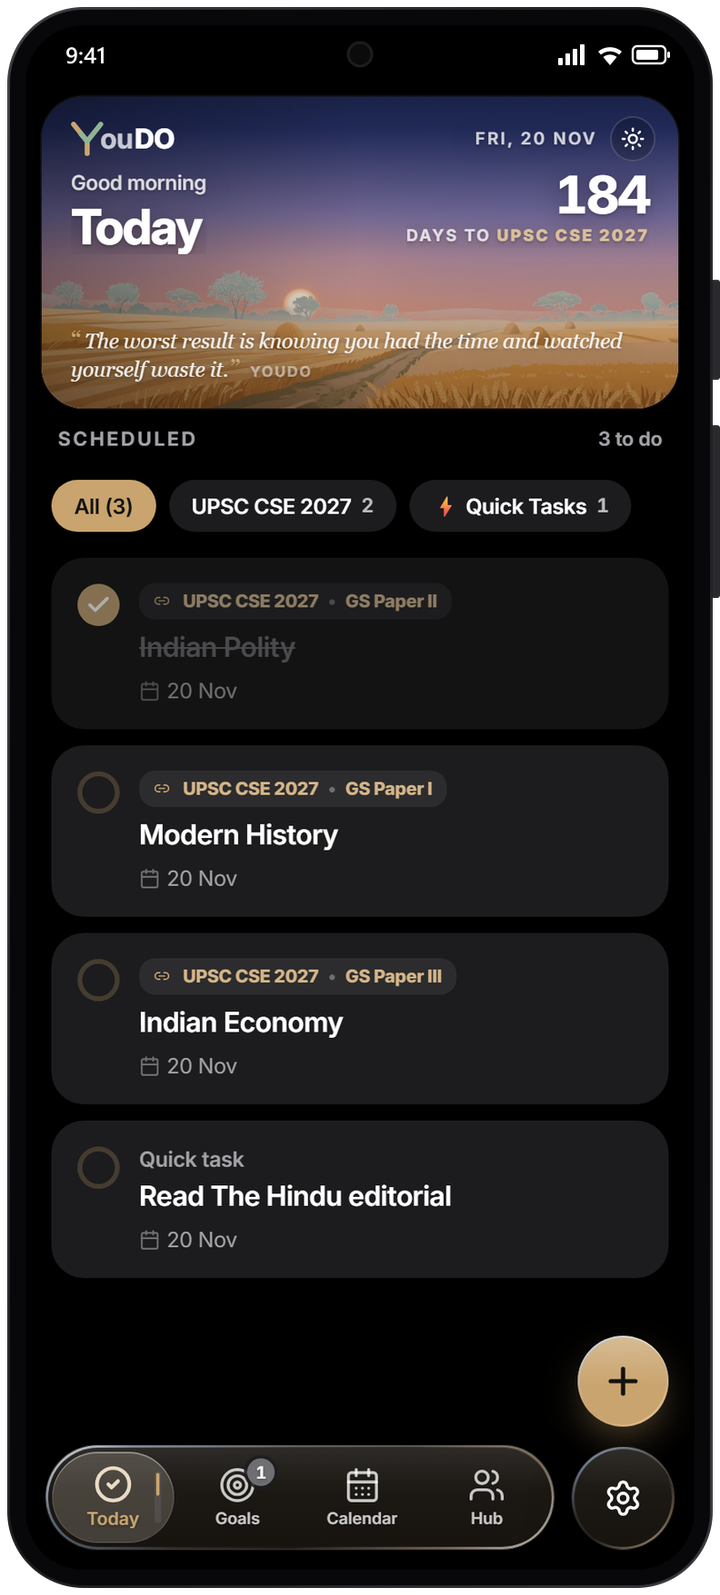 9:41
YouDO
FRI, 20 NOV
Good morning
184
Today
DAYS TO UPSC CSE 2027
“ The worst result is knowing you had the time and watched
yourself waste it.” YOUDO
SCHEDULED
3 to do
All (3)
UPSC CSE 2027 2
Quick Tasks 1
UPSC CSE 2027 • GS Paper II
Indian Polity
20 Nov
UPSC CSE 2027 • GS Paper I
Modern History
20 Nov
UPSC CSE 2027 • GS Paper III
Indian Economy
20 Nov
Quick task
Read The Hindu editorial
20 Nov
+
1
Today
Goals
Calendar
Hub